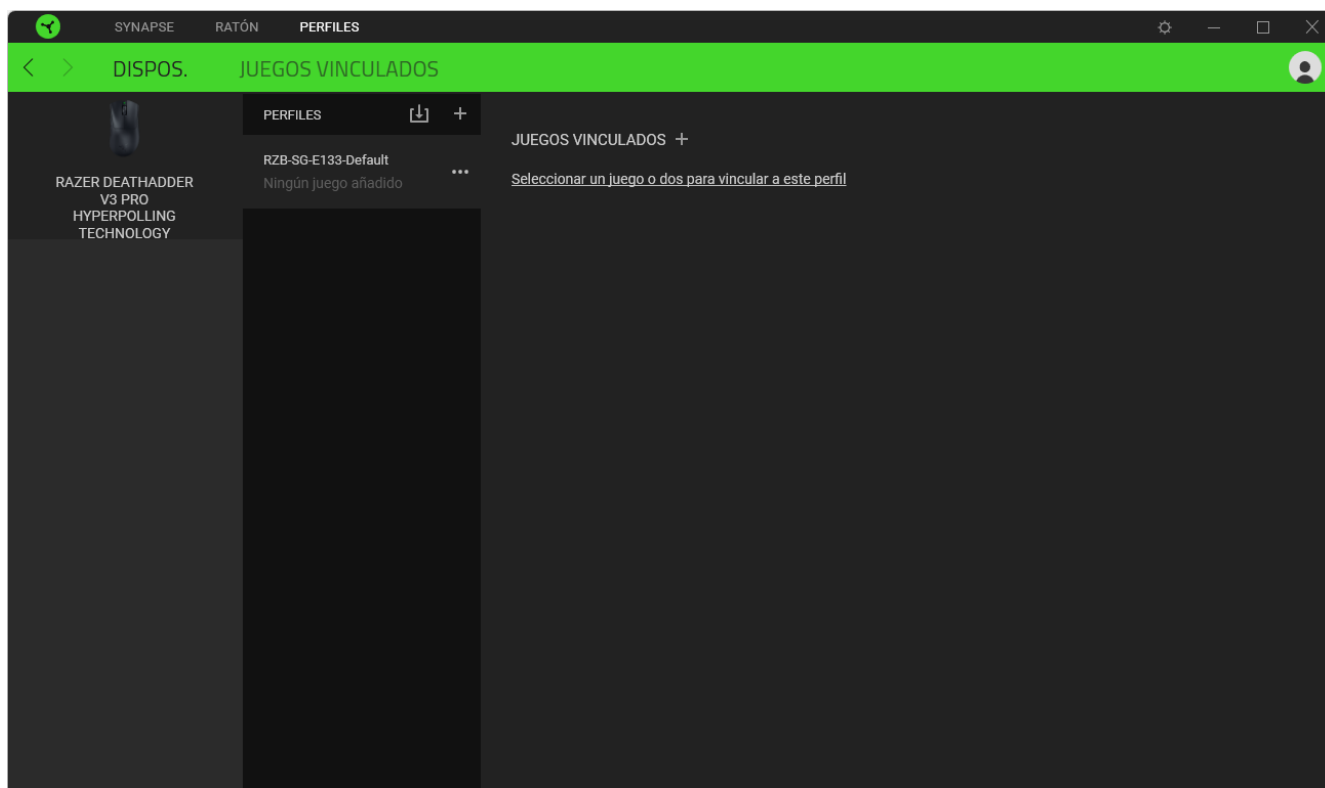 SYNAPSE RATÓN PERFILES
DISPOS. JUEGOS VINCULADOS
RAZER DEATHADDER
V3 PRO
HYPERPOLLING
TECHNOLOGY
PERFILES
RZB-SG-E133-Default
Ningún juego añadido
JUEGOS VINCULADOS
Seleccionar un juego o dos para vincular a este perfil